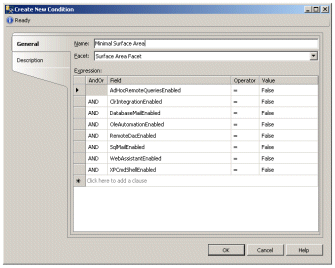 Create New Condition
Ready
General
Description
Name: Minimal Surface Area
Facet: Surface Area Facet
Expression:
AndOr Field Operator Value
AdHocRemoteQueriesEnabled = False
AND ClrIntegrationEnabled = False
AND DatabaseMailEnabled = False
AND OleAutomationEnabled = False
AND RemoteDacEnabled = False
AND SqlMailEnabled = False
AND WebAssistantEnabled = False
AND XPCmdShellEnabled = False
Click here to add a clause
OK Cancel Help